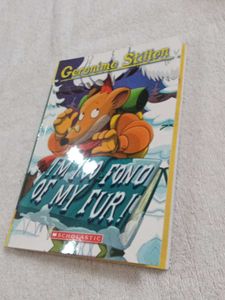 Geronimo Stilton
I'M TOO FOND
OF MY FUR!
SCHOLASTIC